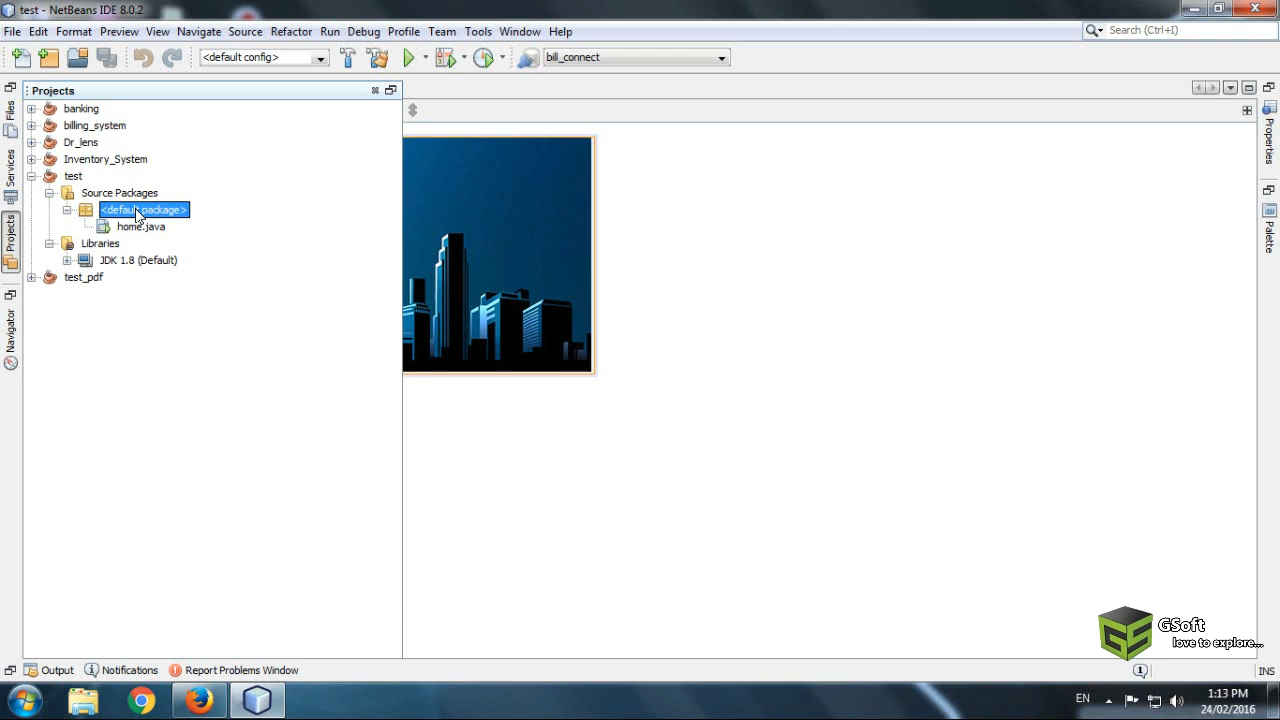 test - NetBeans IDE 8.0.2
File Edit Format Preview View Navigate Source Refactor Run Debug Profile Team Tools Window Help
Search (Ctrl+I)
<default config>
bill_connect
Projects
banking
billing_system
Dr_lens
Inventory_System
test
Source Packages
<default package>
home.java
Libraries
JDK 1.8 (Default)
test_pdf
Files
Services
Projects
Navigator
Properties
Palette
GS
GSoft
love to explore...
Output Notifications Report Problems Window
1
INS
EN
1:13 PM
24/02/2016